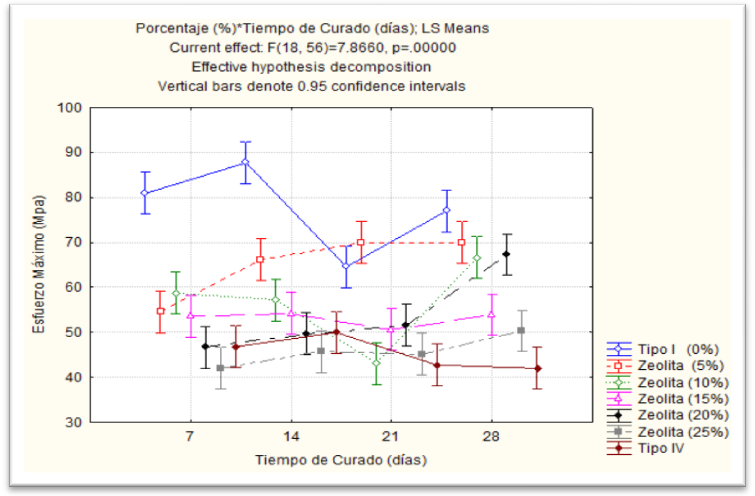 Porcentaje (%)*Tiempo de Curado (días); LS Means
Current effect: F(18, 56)=7.8660, p=.00000
Effective hypothesis decomposition
Vertical bars denote 0.95 confidence intervals
100
90
80
70
60
50
40
30
Esfuerzo Máximo (Mpa)
7
14
21
28
Tiempo de Curado (días)
Tipo I (0%)
Zeolita (5%)
Zeolita (10%)
Zeolita (15%)
Zeolita (20%)
Zeolita (25%)
Tipo IV